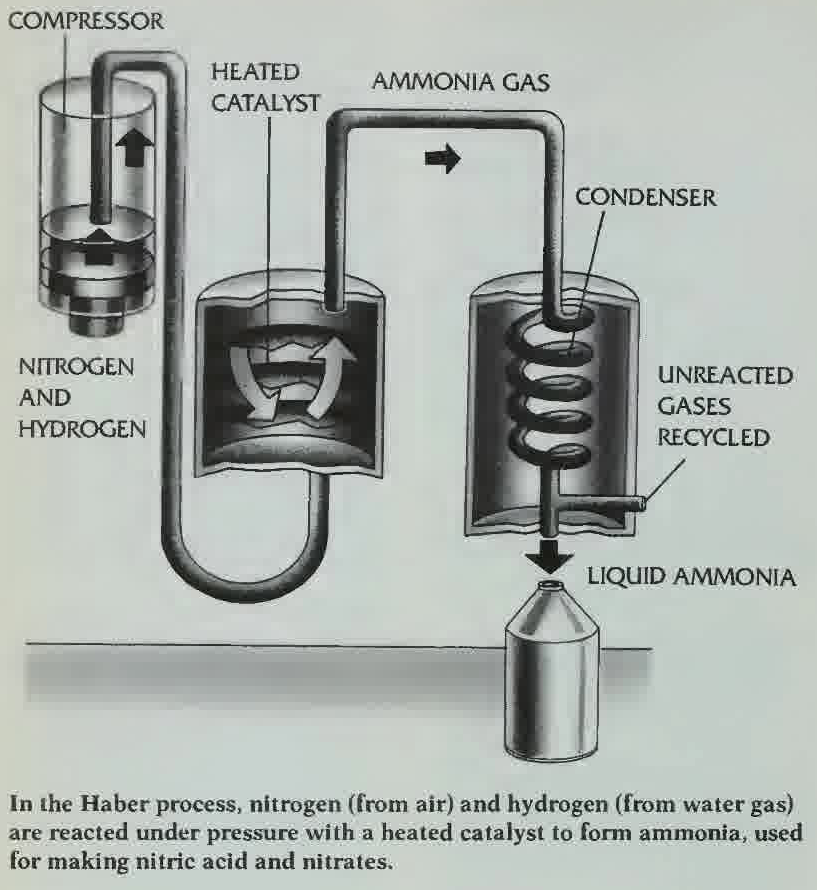 COMPRESSOR
HEATED
CATALYST
AMMONIA GAS
CONDENSER
NITROGEN
AND
HYDROGEN
UNREACTED
GASES
RECYCLED
LIQUID AMMONIA
In the Haber process, nitrogen (from air) and hydrogen (from water gas)
are reacted under pressure with a heated catalyst to form ammonia, used
for making nitric acid and nitrates.